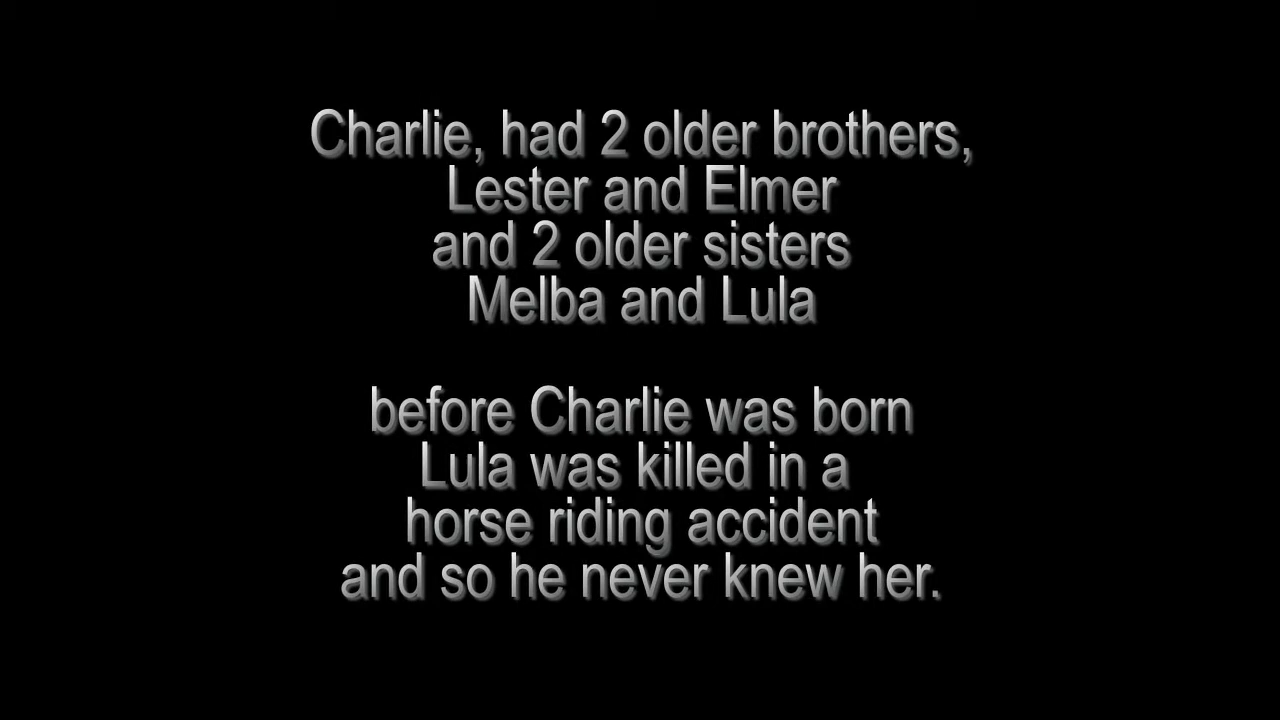 Charlie, had 2 older brothers,
Lester and Elmer
and 2 older sisters
Melba and Lula
before Charlie was born
Lula was killed in a
horse riding accident
and so he never knew her.